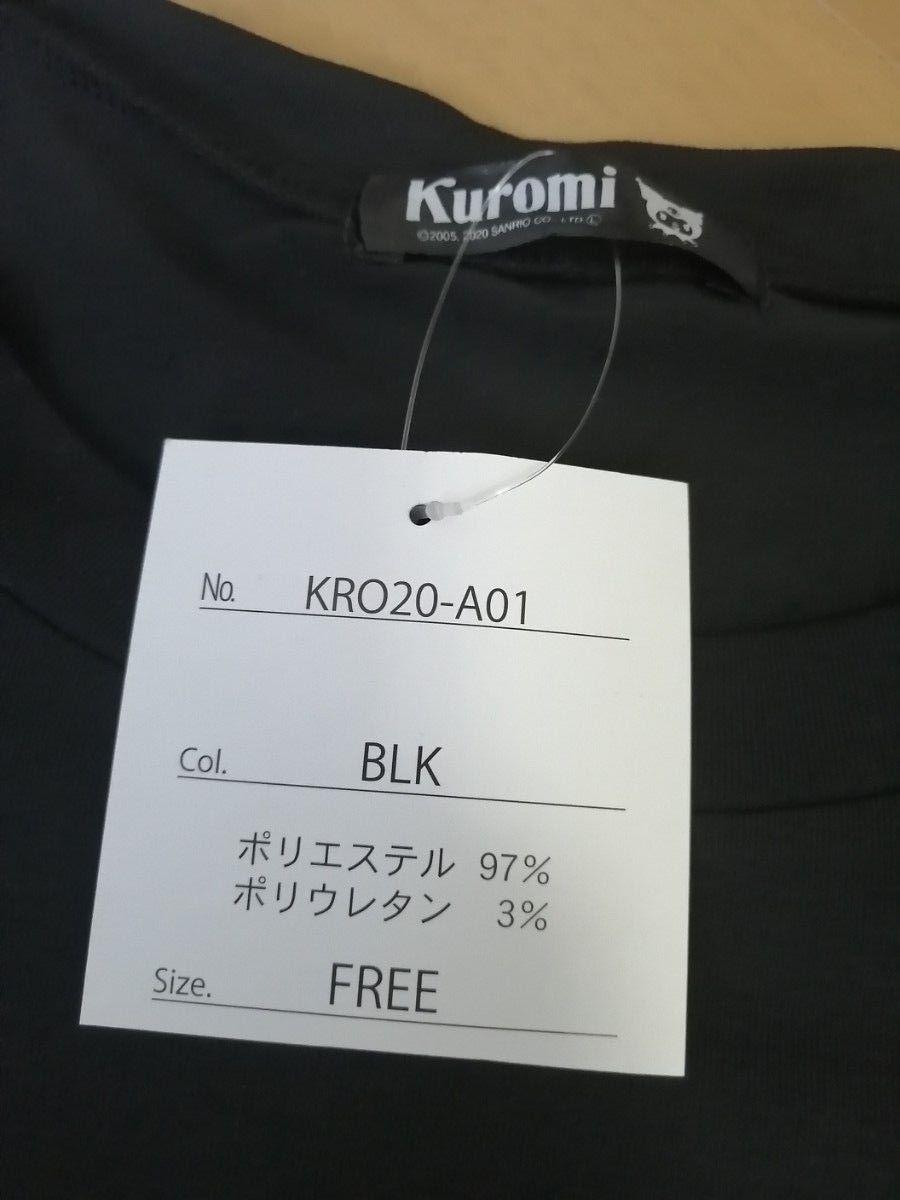 Kuromi
©2005, 2020 SANRIO CO., LTD. Ⓛ
No. KRO20-A01
Col. BLK
ポリエステル 97%
ポリウレタン 3%
Size. FREE